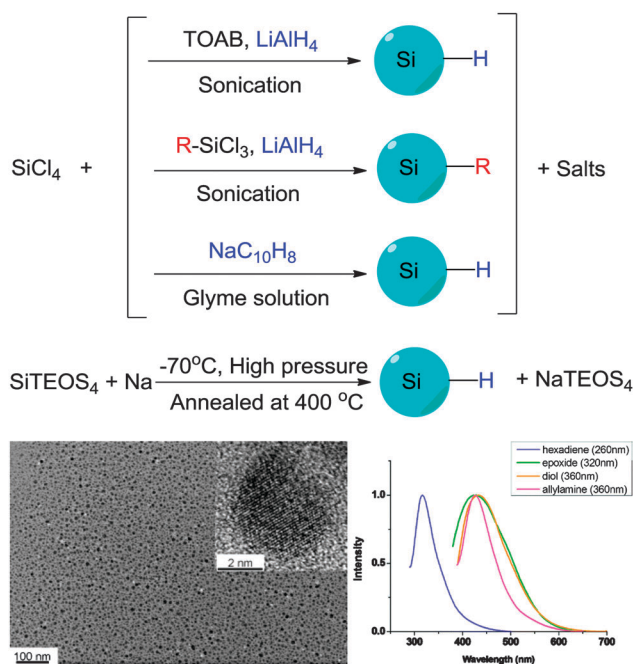 TOAB, LiAlH4
Si H
Sonication
R-SiCl3, LiAlH4
SiCl4 + Si R + Salts
Sonication
NaC10H8
Si H
Glyme solution
-70°C, High pressure
SiTEOS4 + Na Si H + NaTEOS4
Annealed at 400 °C
2 nm
100 nm
hexadiene (260nm)
epoxide (320nm)
diol (360nm)
allylamine (360nm)
1.0
Intensity
0.5
0.0
300 400 500 600 700
Wavelength (nm)